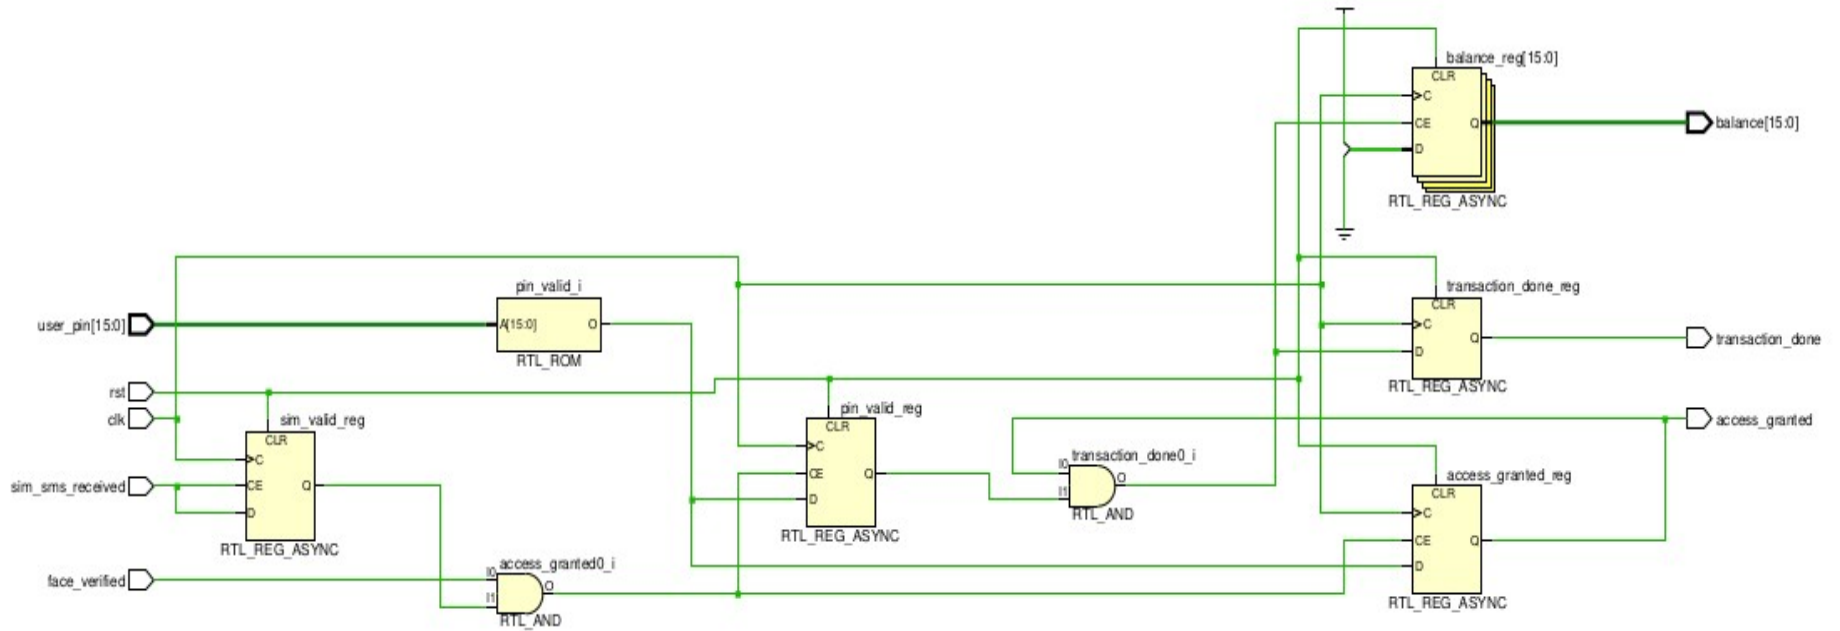 balance_reg[15:0]
CLR
C
CE
Q
D
RTL_REG_ASYNC
balance[15:0]
user_pin[15:0]
pin_valid_i
A[15:0]
O
RTL_ROM
transaction_done_reg
CLR
C
Q
D
RTL_REG_ASYNC
transaction_done
rst
clk
sim_valid_reg
CLR
C
sim_sms_received
CE
Q
D
RTL_REG_ASYNC
pin_valid_reg
CLR
C
CE
Q
D
RTL_REG_ASYNC
transaction_done0_i
I0
O
I1
RTL_AND
access_granted
access_granted_reg
CLR
C
CE
Q
D
RTL_REG_ASYNC
face_verified
access_granted0_i
I0
O
I1
RTL_AND